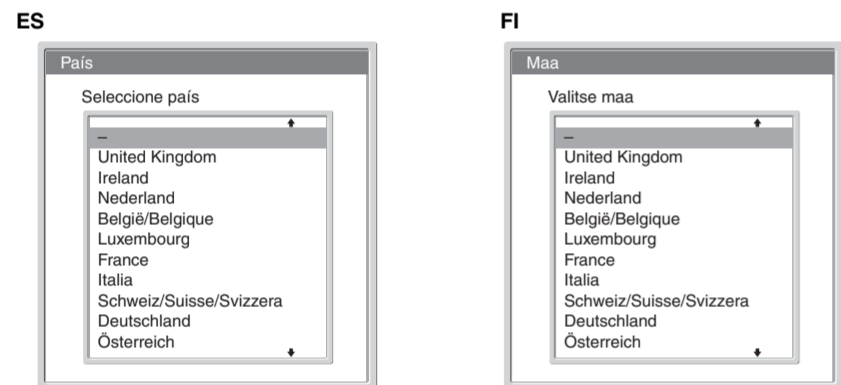 ES
País
Seleccione país
–
United Kingdom
Ireland
Nederland
België/Belgique
Luxembourg
France
Italia
Schweiz/Suisse/Svizzera
Deutschland
Österreich
FI
Maa
Valitse maa
–
United Kingdom
Ireland
Nederland
België/Belgique
Luxembourg
France
Italia
Schweiz/Suisse/Svizzera
Deutschland
Österreich